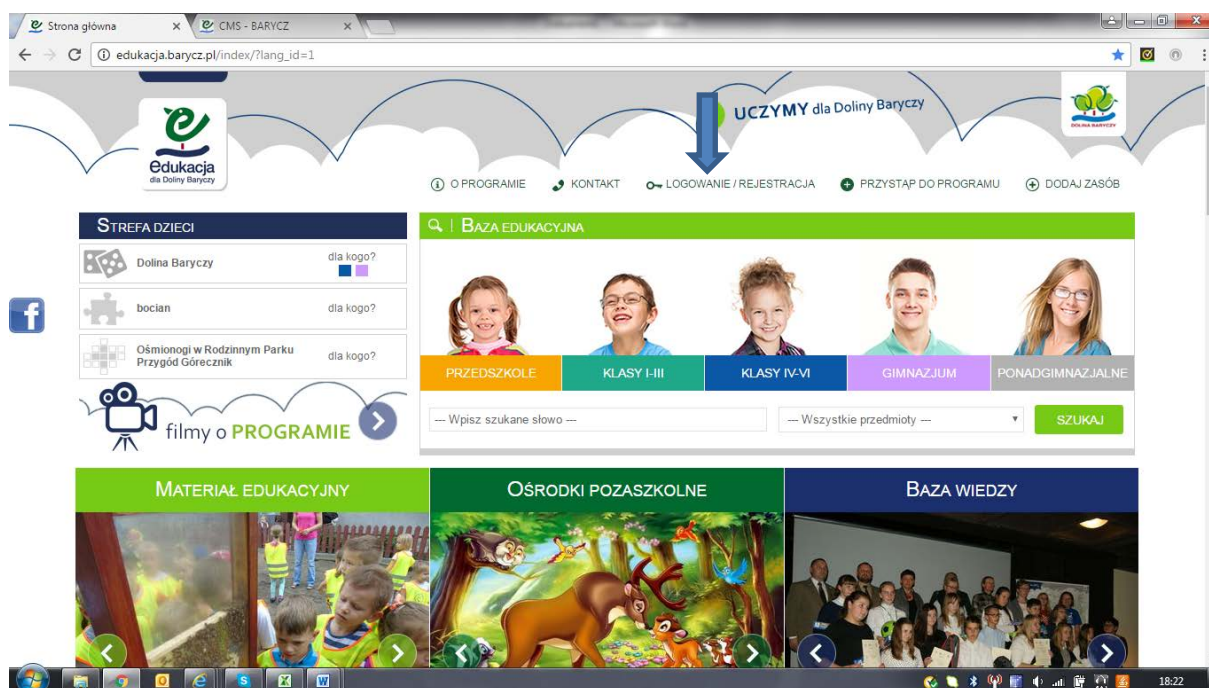 Strona główna
CMS - BARYCZ
edukacja.barycz.pl/index/?lang_id=1
edukacja
dla Doliny Baryczy
UCZYMY dla Doliny Baryczy
DOLINA BARYCZY
O PROGRAMIE
KONTAKT
LOGOWANIE / REJESTRACJA
PRZYSTĄP DO PROGRAMU
DODAJ ZASÓB
STREFA DZIECI
Dolina Baryczy
dla kogo?
bocian
dla kogo?
Ośmionogi w Rodzinnym Parku
Przygód Górecznik
dla kogo?
filmy o PROGRAMIE
BAZA EDUKACYJNA
PRZEDSZKOLE
KLASY I-III
KLASY IV-VI
GIMNAZJUM
PONADGIMNAZJALNE
--- Wpisz szukane słowo ---
--- Wszystkie przedmioty ---
SZUKAJ
MATERIAŁ EDUKACYJNY
OŚRODKI POZASZKOLNE
BAZA WIEDZY
18:22